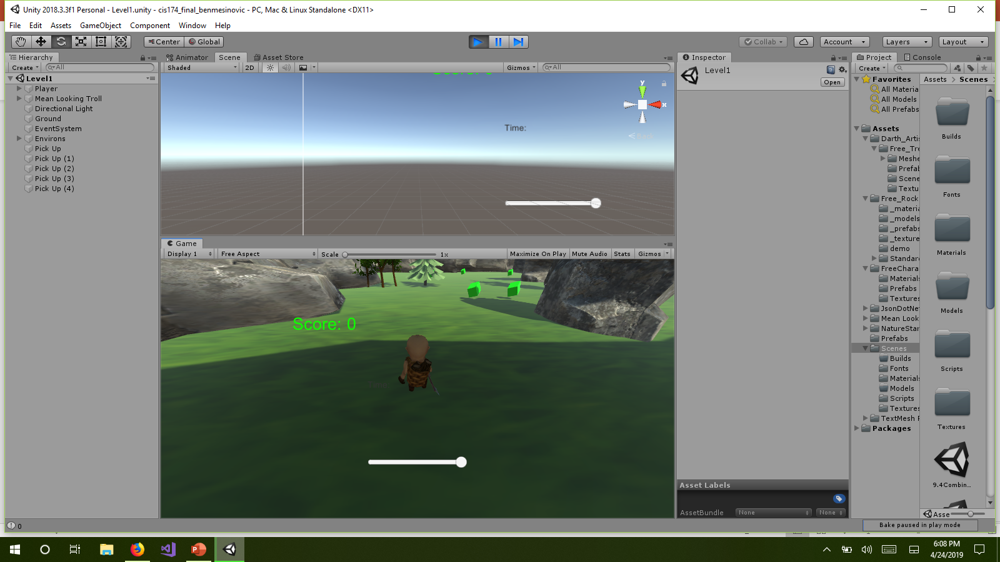 Unity 2018.3.3f1 Personal - Level1.unity - cis174_final_benmesinovic - PC, Mac & Linux Standalone <DX11>
File Edit Assets GameObject Component Window Help
Center Global Collab Account Layers Layout
Hierarchy
Create All
Level1
Player
Mean Looking Troll
Directional Light
Ground
EventSystem
Environs
Pick Up
Pick Up (1)
Pick Up (2)
Pick Up (3)
Pick Up (4)
Animator Scene Asset Store
Shaded 2D Gizmos All
y
x
Time:
Game
Display 1 Free Aspect Scale 1x Maximize On Play Mute Audio Stats Gizmos
Score: 0
Inspector
Level1
Open
Asset Labels
AssetBundle None None
Project Console
Create
Favorites
All Materia
All Models
All Prefabs
Assets
Darth_Artis
Free_Tre
Meshe
Prefab
Scene
Textu
Free_Rock
_materia
_models
_prefabs
_texture
demo
Standar
FreeChara
Materials
Prefabs
Textures
JsonDotNet
Mean Look
NatureStar
Prefabs
Scenes
Builds
Fonts
Materials
Models
Scripts
Textures
TextMesh P
Packages
Assets > Scenes
Builds
Fonts
Materials
Models
Scripts
Textures
9.4Combin...
Asse
0
Bake paused in play mode
6:08 PM
4/24/2019